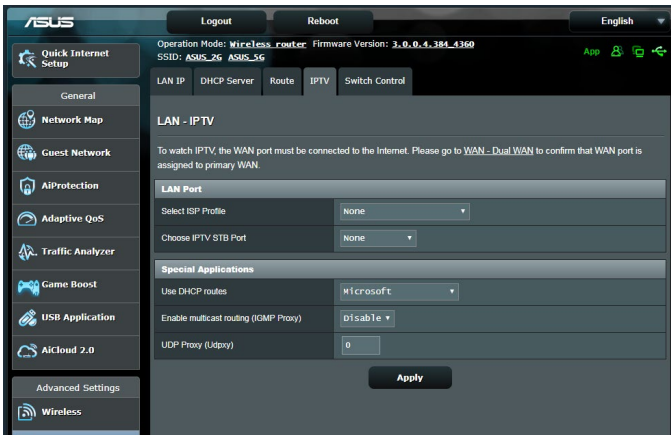 ASUS
Logout
Reboot
English
Quick Internet
Setup
General
Network Map
Guest Network
AiProtection
Adaptive QoS
Traffic Analyzer
Game Boost
USB Application
AiCloud 2.0
Advanced Settings
Wireless
Operation Mode: Wireless router Firmware Version: 3.0.0.4.384_4360
SSID: ASUS_2G ASUS_5G
App
LAN IP DHCP Server Route IPTV Switch Control
LAN - IPTV
To watch IPTV, the WAN port must be connected to the Internet. Please go to WAN - Dual WAN to confirm that WAN port is
assigned to primary WAN.
LAN Port
Select ISP Profile None
Choose IPTV STB Port None
Special Applications
Use DHCP routes Microsoft
Enable multicast routing (IGMP Proxy) Disable
UDP Proxy (Udpxy) 0
Apply